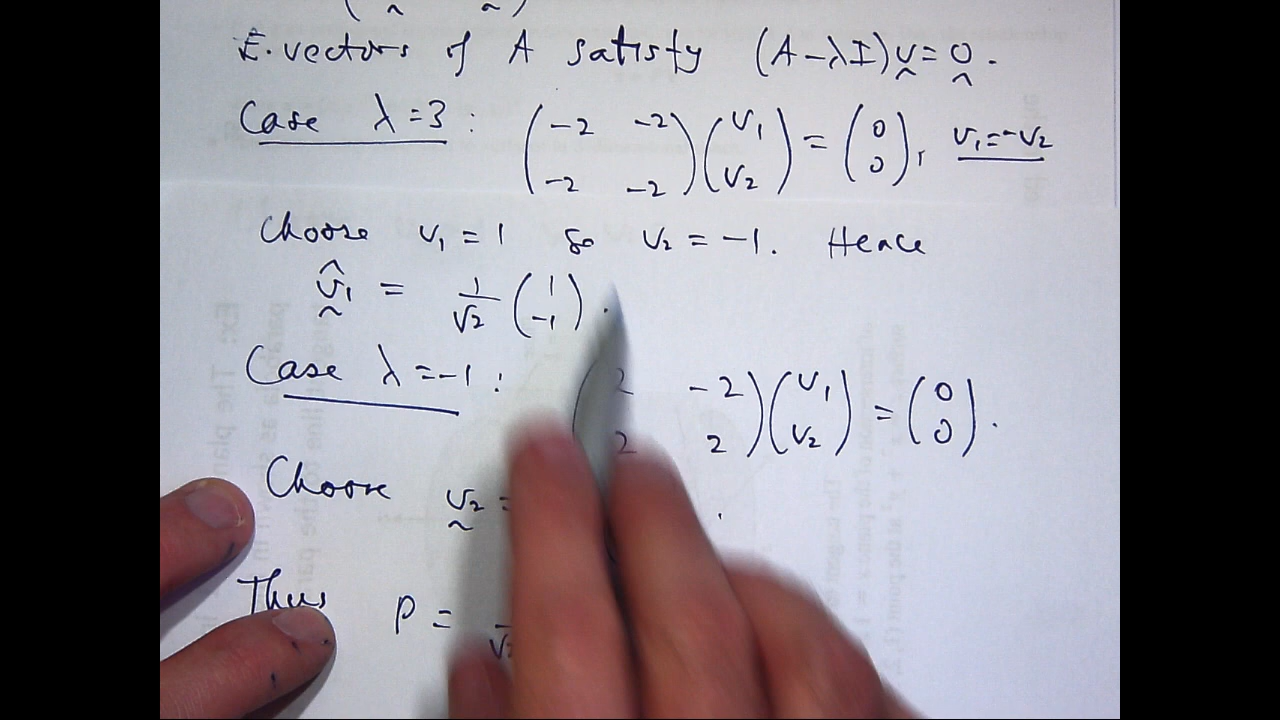 E.vectors of A satisfy (A-λI)v=0.
Case λ=3: (-2 -2 -2 -2)(v1 v2)=(0 0), v1=-v2
Choose v1=1 so v2=-1. Hence
v̂1 = 1/√2 (1 -1).
Case λ=-1: (2 -2 2)(v1 v2)=(0 0).
Choose v2 =
Thus P =